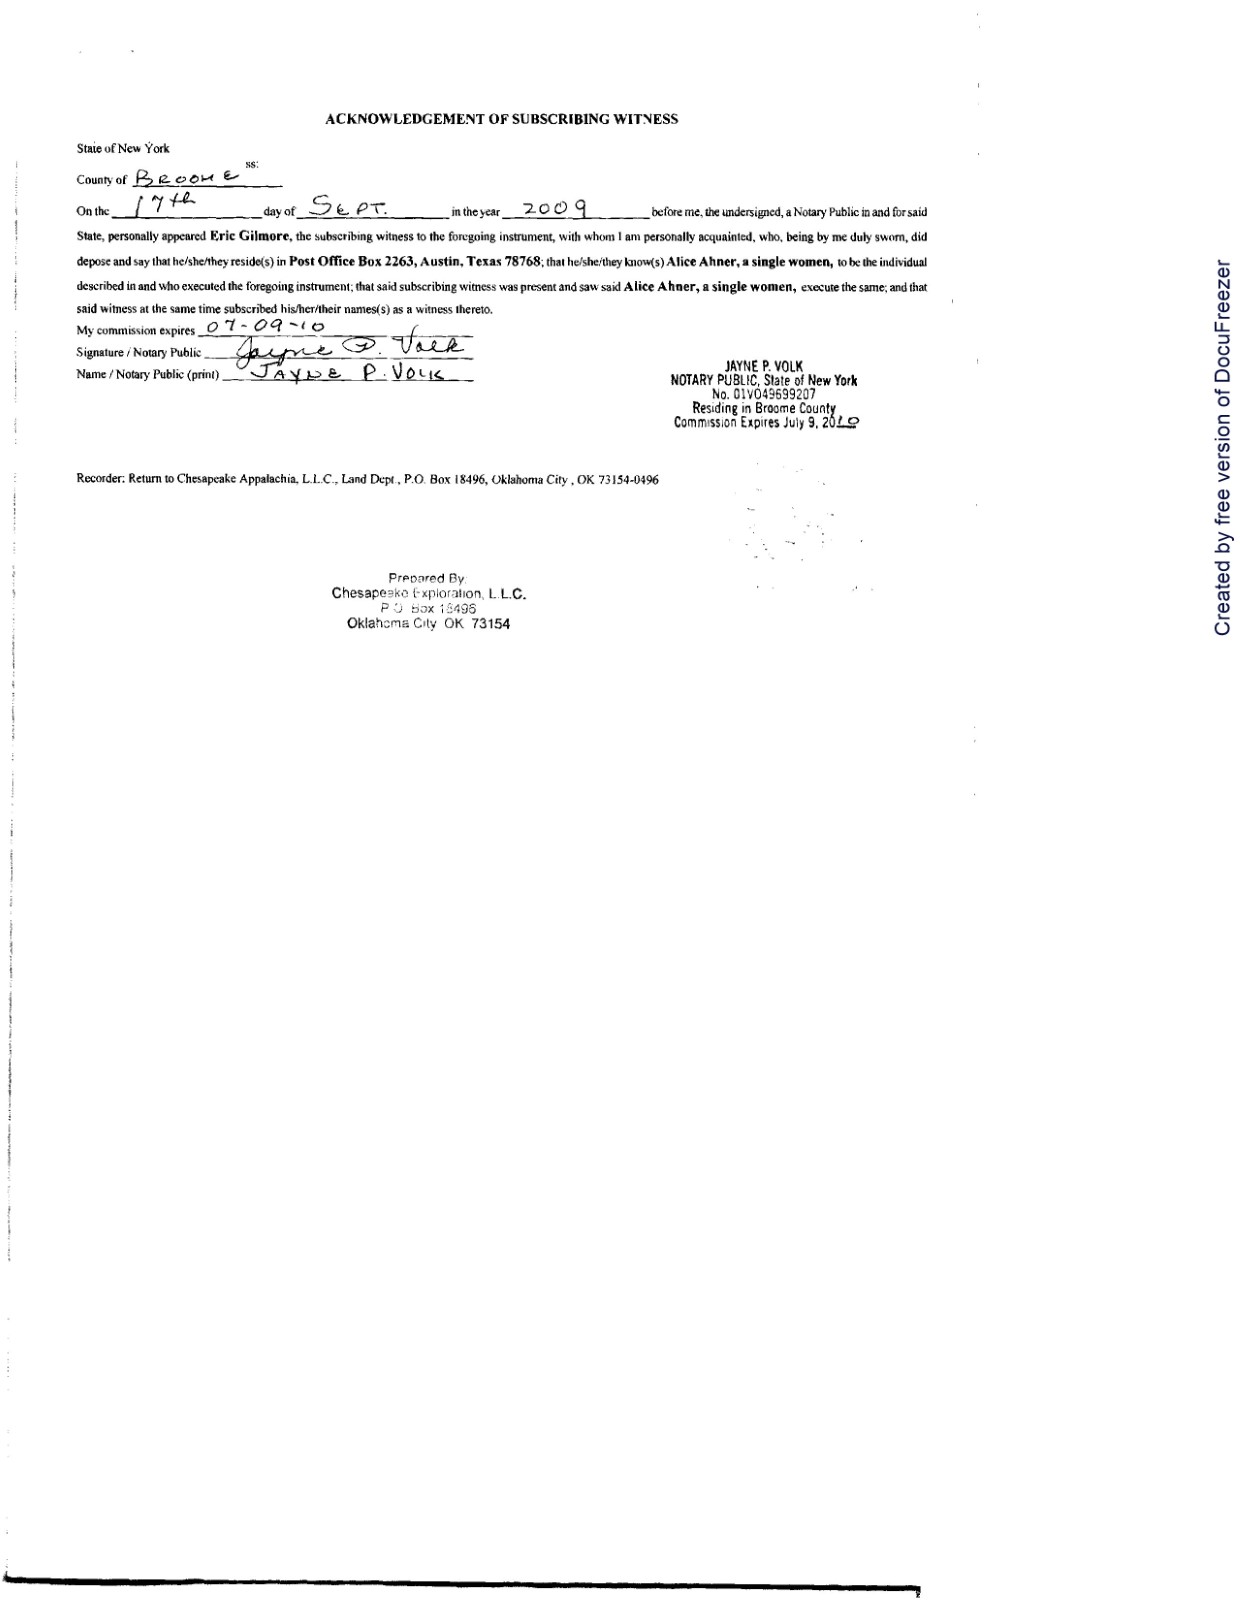 ACKNOWLEDGEMENT OF SUBSCRIBING WITNESS
State of New York
ss:
County of BROOME
On the 17th day of SEPT. in the year 2009 before me, the undersigned, a Notary Public in and for said
State, personally appeared Eric Gilmore, the subscribing witness to the foregoing instrument, with whom I am personally acquainted, who, being by me duly sworn, did
depose and say that he/she/they reside(s) in Post Office Box 2263, Austin, Texas 78768; that he/she/they know(s) Alice Ahner, a single women, to be the individual
described in and who executed the foregoing instrument; that said subscribing witness was present and saw said Alice Ahner, a single women, execute the same; and that
said witness at the same time subscribed his/her/their names(s) as a witness thereto.
My commission expires 07-09-10
Signature / Notary Public Jayne P. Volk
Name / Notary Public (print) JAYNE P. VOLK
JAYNE P. VOLK
NOTARY PUBLIC, State of New York
No. 01VO49699207
Residing in Broome County
Commission Expires July 9, 2010
Recorder: Return to Chesapeake Appalachia, L.L.C., Land Dept., P.O. Box 18496, Oklahoma City , OK 73154-0496
Prepared By
Chesapeake Exploration, L.L.C.
P.O. Box 18496
Oklahoma City OK 73154
Created by free version of DocuFreezer